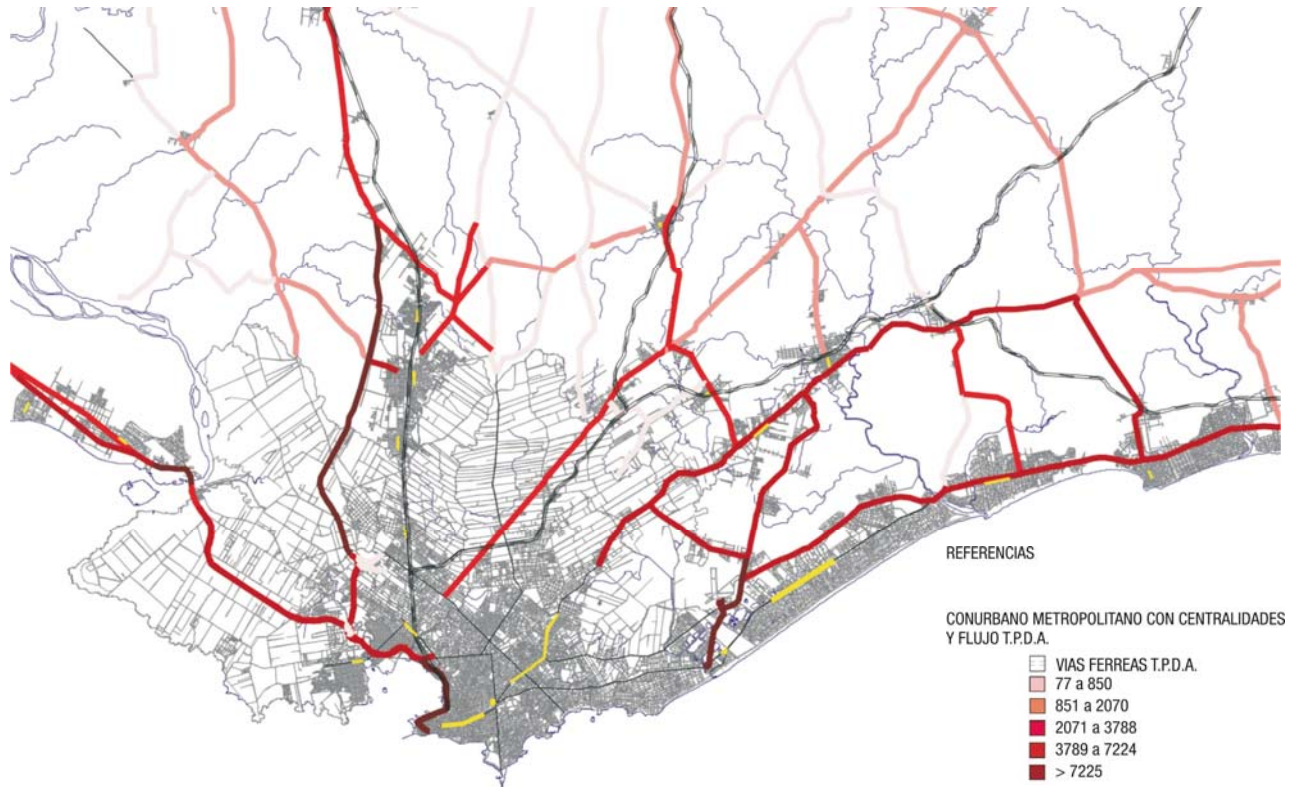 REFERENCIAS
CONURBANO METROPOLITANO CON CENTRALIDADES
Y FLUJO T.P.D.A.
VIAS FERREAS T.P.D.A.
77 a 850
851 a 2070
2071 a 3788
3789 a 7224
> 7225